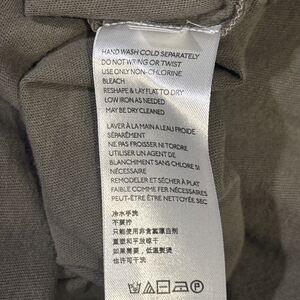 HAND WASH COLD SEPARATELY
DO NOT WRING OR TWIST
USE ONLY NON-CHLORINE
BLEACH
RESHAPE & LAY FLAT TO DRY
LOW IRON AS NEEDED
MAY BE DRY CLEANED
LAVER À LA MAIN A LEAU FROIDE
SÉPARÉMENT
NE PAS FROISSER NI TORDRE
UTILISER UN AGENT DE
BLANCHIMENT SANS CHLORE SI
NÉCESSAIRE
REMODELER ET SÉCHER À PLAT
FAIBLE COMME FER NÉCESSAIRES
PEUT-ÊTRE ÊTRE NETTOYÉE SEC
冷水手洗
不要拧
只能使用非含氯漂白剂
重塑和平放晾干
如果需要，低温熨烫
也许可干洗